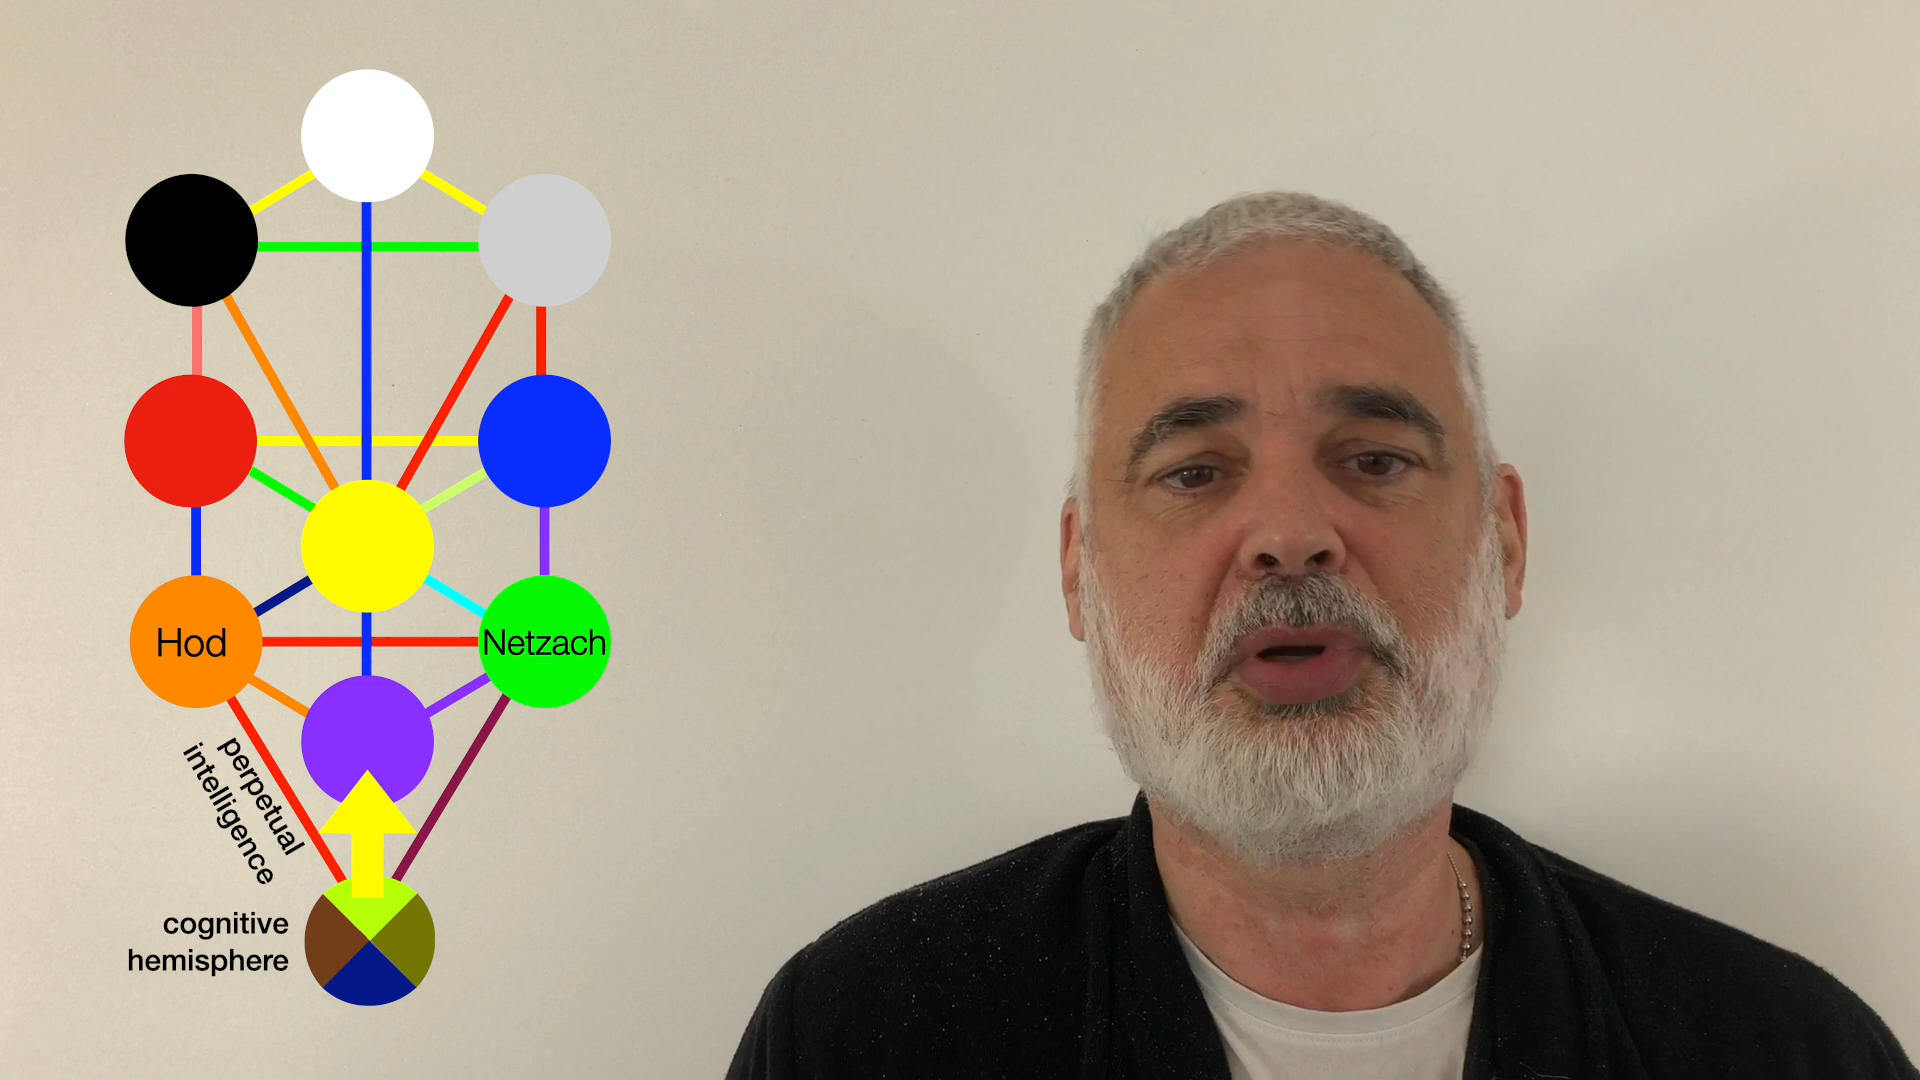 Hod
Netzach
perpetual
intelligence
cognitive
hemisphere